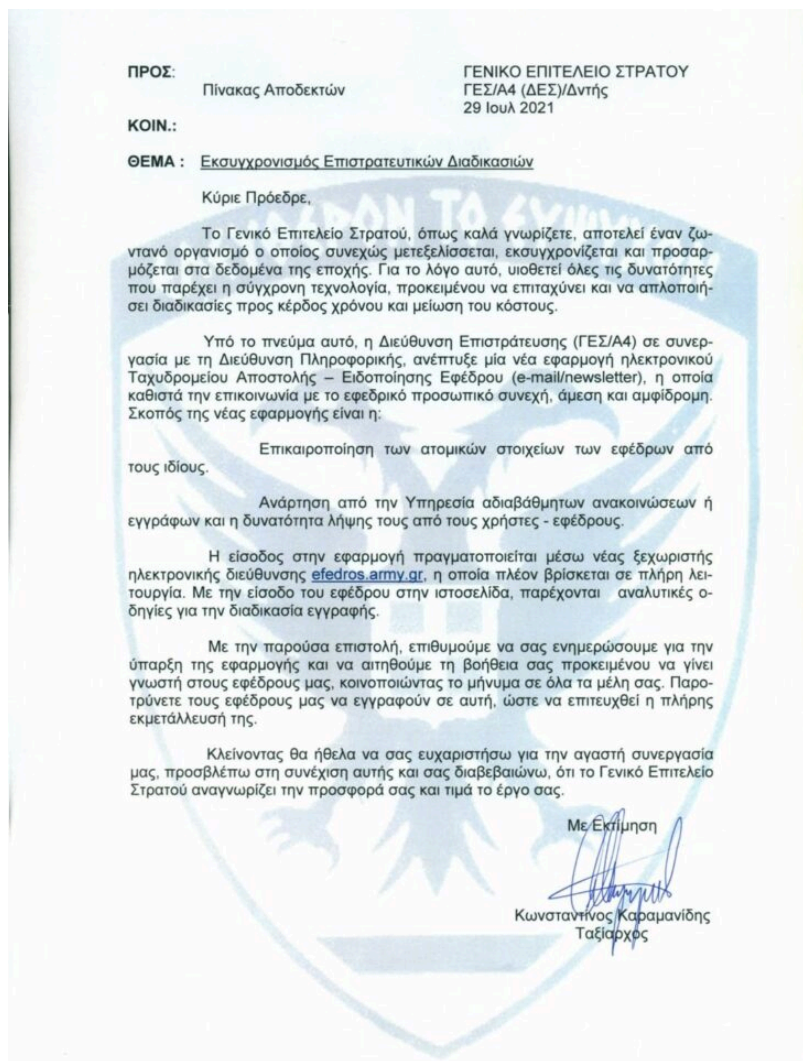 ΠΡΟΣ:
Πίνακας Αποδεκτών
ΓΕΝΙΚΟ ΕΠΙΤΕΛΕΙΟ ΣΤΡΑΤΟΥ
ΓΕΣ/Α4 (ΔΕΣ)/Δντής
29 Ιουλ 2021
ΚΟΙΝ.:
ΘΕΜΑ : Εκσυγχρονισμός Επιστρατευτικών Διαδικασιών
Κύριε Πρόεδρε,
Το Γενικό Επιτελείο Στρατού, όπως καλά γνωρίζετε, αποτελεί έναν ζω-
ντανό οργανισμό ο οποίος συνεχώς μετεξελίσσεται, εκσυγχρονίζεται και προσαρ-
μόζεται στα δεδομένα της εποχής. Για το λόγο αυτό, υιοθετεί όλες τις δυνατότητες
που παρέχει η σύγχρονη τεχνολογία, προκειμένου να επιταχύνει και να απλοποιή-
σει διαδικασίες προς κέρδος χρόνου και μείωση του κόστους.
Υπό το πνεύμα αυτό, η Διεύθυνση Επιστράτευσης (ΓΕΣ/Α4) σε συνερ-
γασία με τη Διεύθυνση Πληροφορικής, ανέπτυξε μία νέα εφαρμογή ηλεκτρονικού
Ταχυδρομείου Αποστολής – Ειδοποίησης Εφέδρου (e-mail/newsletter), η οποία
καθιστά την επικοινωνία με το εφεδρικό προσωπικό συνεχή, άμεση και αμφίδρομη.
Σκοπός της νέας εφαρμογής είναι η:
Επικαιροποίηση των ατομικών στοιχείων των εφέδρων από
τους ιδίους.
Ανάρτηση από την Υπηρεσία αδιαβάθμητων ανακοινώσεων ή
εγγράφων και η δυνατότητα λήψης τους από τους χρήστες - εφέδρους.
Η είσοδος στην εφαρμογή πραγματοποιείται μέσω νέας ξεχωριστής
ηλεκτρονικής διεύθυνσης efedros.army.gr, η οποία πλέον βρίσκεται σε πλήρη λει-
τουργία. Με την είσοδο του εφέδρου στην ιστοσελίδα, παρέχονται αναλυτικές ο-
δηγίες για την διαδικασία εγγραφής.
Με την παρούσα επιστολή, επιθυμούμε να σας ενημερώσουμε για την
ύπαρξη της εφαρμογής και να αιτηθούμε τη βοήθεια σας προκειμένου να γίνει
γνωστή στους εφέδρους μας, κοινοποιώντας το μήνυμα σε όλα τα μέλη σας. Παρο-
τρύνετε τους εφέδρους μας να εγγραφούν σε αυτή, ώστε να επιτευχθεί η πλήρης
εκμετάλλευσή της.
Κλείνοντας θα ήθελα να σας ευχαριστήσω για την αγαστή συνεργασία
μας, προσβλέπω στη συνέχιση αυτής και σας διαβεβαιώνω, ότι το Γενικό Επιτελείο
Στρατού αναγνωρίζει την προσφορά σας και τιμά το έργο σας.
Με Εκτίμηση
Κωνσταντίνος Καραμανίδης
Ταξίαρχος